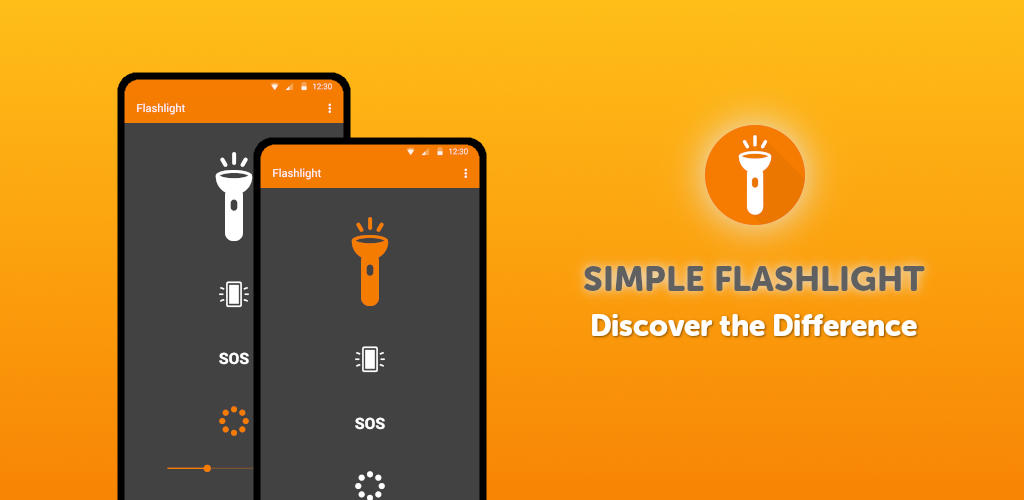 12:30
Flashlight
SOS
12:30
Flashlight
SOS
SIMPLE FLASHLIGHT
Discover the Difference